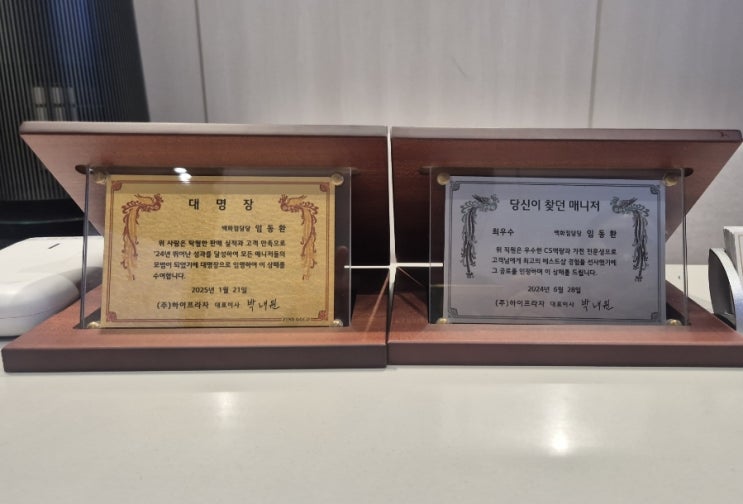 대 명 장
백화점담당 임 동 환
위 사람은 탁월한 판매 실적과 고객 만족으로
'24년 뛰어난 성과를 달성하여 모든 매니저들의
모범이 되었기에 대명장으로 임명하며 이 상패를
수여합니다.
2025년 1월 21일
(주)하이프라자 대표이사 박내원
당신이 찾던 매니저
최우수 백화점담당 임 동 환
위 직원은 우수한 CS역량과 가전 전문성으로
고객님에게 최고의 베스트샵 경험을 선사했기에
그 공로를 인정하며 이 상패를 드립니다.
2024년 6월 28일
(주)하이프라자 대표이사 박내원